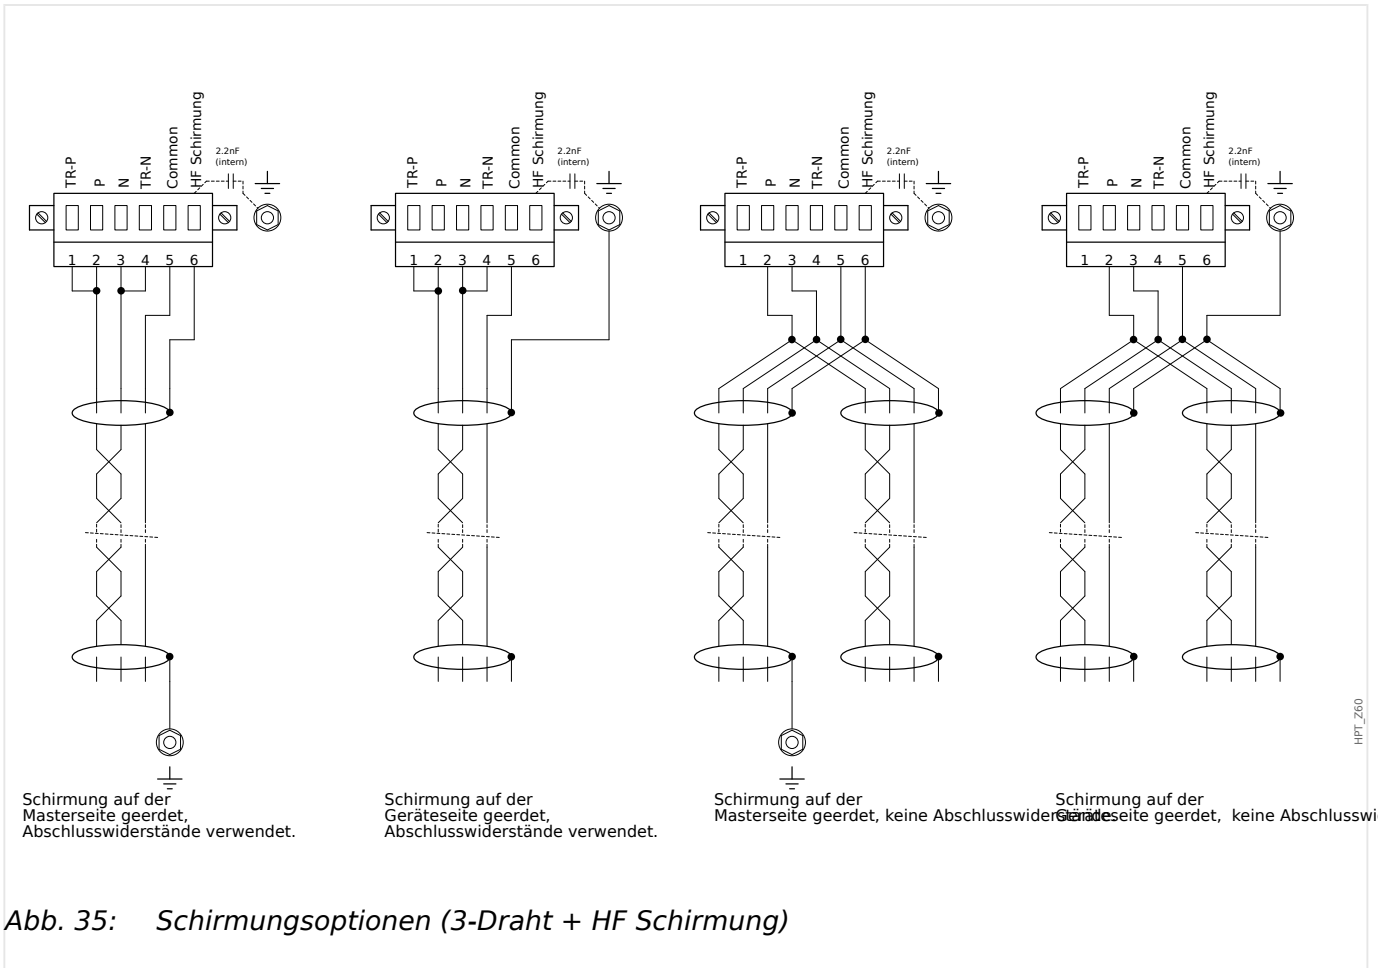 TR-P
P
N
TR-N
Common
HF Schirmung
2.2nF
(intern)
1 2 3 4 5 6
TR-P
P
N
TR-N
Common
HF Schirmung
2.2nF
(intern)
1 2 3 4 5 6
TR-P
P
N
TR-N
Common
HF Schirmung
2.2nF
(intern)
1 2 3 4 5 6
TR-P
P
N
TR-N
Common
HF Schirmung
2.2nF
(intern)
1 2 3 4 5 6
HPT_Z60
Schirmung auf der
Masterseite geerdet,
Abschlusswiderstände verwendet.
Schirmung auf der
Geräteseite geerdet,
Abschlusswiderstände verwendet.
Schirmung auf der
Masterseite geerdet, keine Abschlusswiderstände.
Schirmung auf der
Geräteseite geerdet, keine Abschlusswi
Abb. 35: Schirmungsoptionen (3-Draht + HF Schirmung)